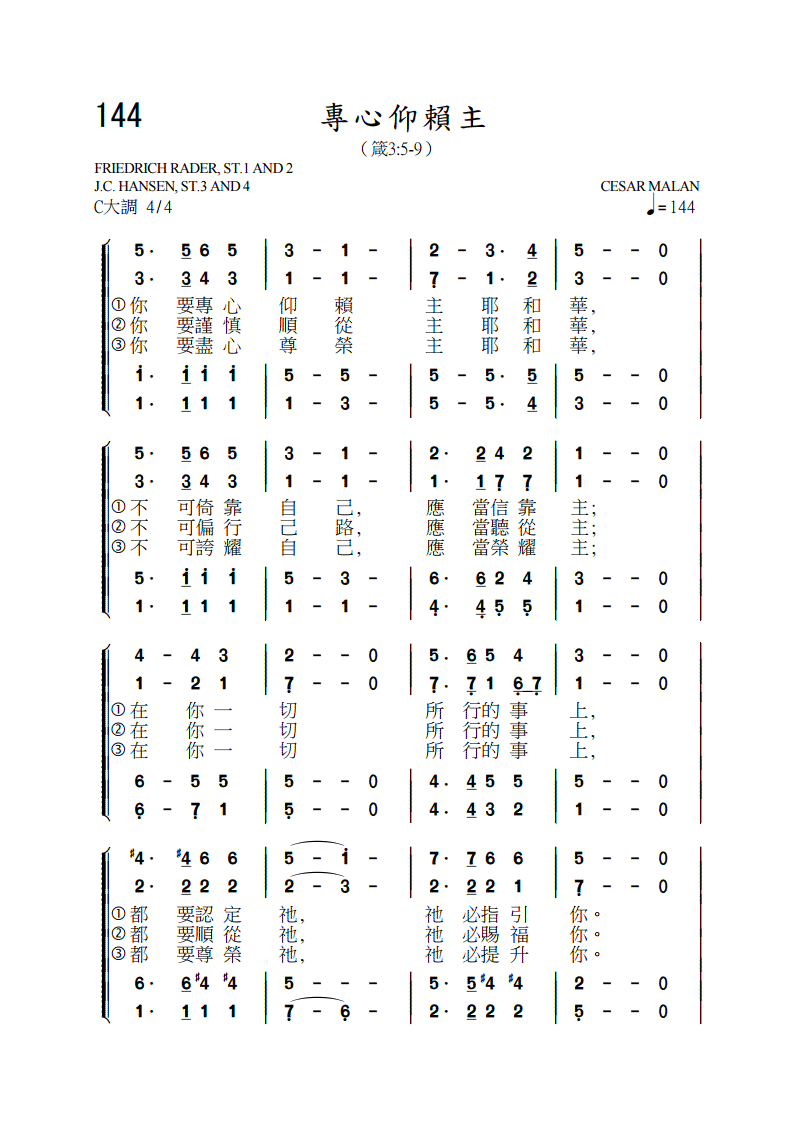 144
專心仰賴主
（箴3:5-9）
FRIEDRICH RADER, ST.1 AND 2
J.C. HANSEN, ST.3 AND 4
CESAR MALAN
C大調 4/4
♩= 144
5· 5 6 5 | 3 - 1 - | 2 - 3· 4 | 5 - - 0
3· 3 4 3 | 1 - 1 - | 7 - 1· 2 | 3 - - 0
①你 要專心 仰 賴 主 耶 和 華,
②你 要謹慎 順 從 主 耶 和 華,
③你 要盡心 尊 榮 主 耶 和 華,
1· 1 1 1 | 5 - 5 - | 5 - 5· 5 | 5 - - 0
1· 1 1 1 | 1 - 3 - | 5 - 5· 4 | 3 - - 0
5· 5 6 5 | 3 - 1 - | 2· 2 4 2 | 1 - - 0
3· 3 4 3 | 1 - 1 - | 1· 1 7 7 | 1 - - 0
①不 可倚靠 自 己, 應 當信靠 主;
②不 可偏行 己 路, 應 當聽從 主;
③不 可誇耀 自 己, 應 當榮耀 主;
5· 1 1 1 | 5 - 3 - | 6· 6 2 4 | 3 - - 0
1· 1 1 1 | 1 - 1 - | 4· 4 5 5 | 1 - - 0
4 - 4 3 | 2 - - 0 | 5· 6 5 4 | 3 - - 0
1 - 2 1 | 7 - - 0 | 7· 7 1 6 7 | 1 - - 0
①在 你一 切 所 行的事 上,
②在 你一 切 所 行的事 上,
③在 你一 切 所 行的事 上,
6 - 5 5 | 5 - - 0 | 4· 4 5 5 | 5 - - 0
6 - 7 1 | 5 - - 0 | 4· 4 3 2 | 1 - - 0
♯4· ♯4 6 6 | 5 - 1 - | 7· 7 6 6 | 5 - - 0
2· 2 2 2 | 2 - 3 - | 2· 2 2 1 | 7 - - 0
①都 要認定 祂, 祂 必指引 你。
②都 要順從 祂, 祂 必賜福 你。
③都 要尊榮 祂, 祂 必提升 你。
6· 6 ♯4 ♯4 | 5 - - - | 5· 5 ♯4 ♯4 | 2 - - 0
1· 1 1 1 | 7 - 6 - | 2· 2 2 2 | 5 - - 0